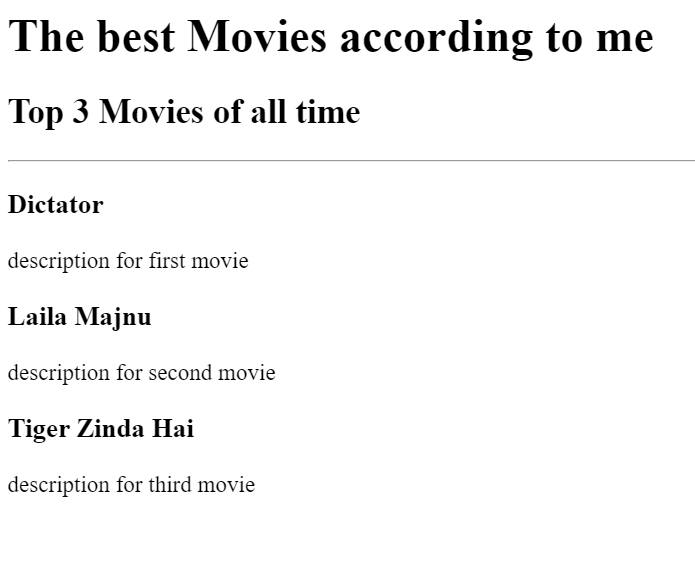 The best Movies according to me
Top 3 Movies of all time
Dictator
description for first movie
Laila Majnu
description for second movie
Tiger Zinda Hai
description for third movie